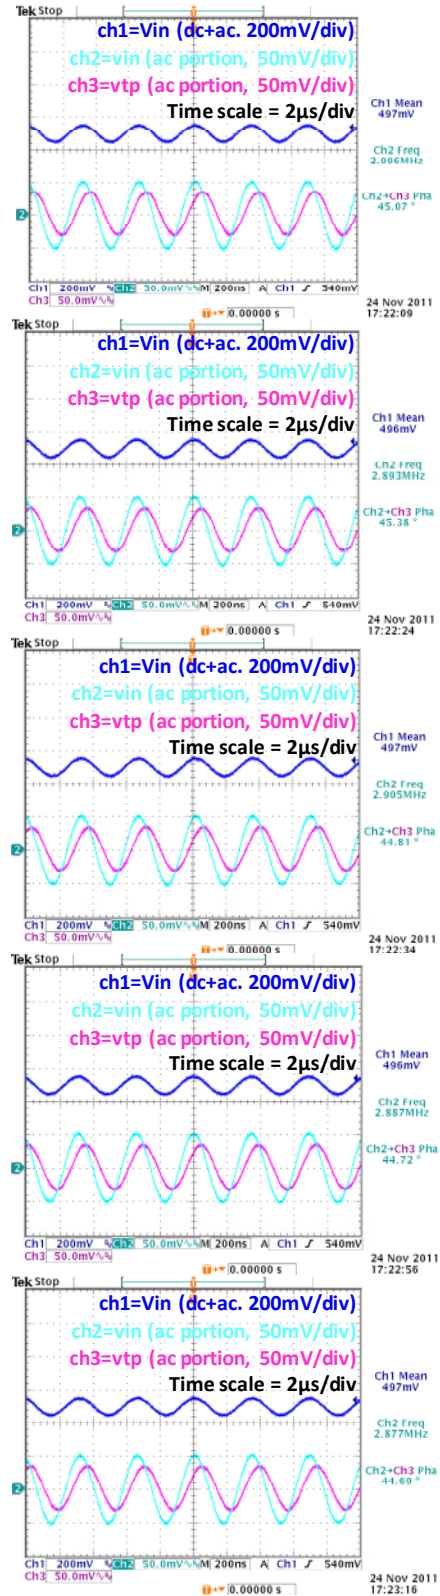 Tek Stop
ch1=Vin (dc+ac. 200mV/div)
ch2=vin (ac portion, 50mV/div)
ch3=vtp (ac portion, 50mV/div)
Time scale = 2µs/div
Ch1 Mean
497mV
Ch2 Freq
2.006MHz
Ch2→Ch3 Pha
45.07 °
2
Ch1 200mV Ch2 50.0mV M 200ns A Ch1 540mV
Ch3 50.0mV
24 Nov 2011
17:22:09
0.00000 s
Tek Stop
ch1=Vin (dc+ac. 200mV/div)
ch2=vin (ac portion, 50mV/div)
ch3=vtp (ac portion, 50mV/div)
Time scale = 2µs/div
Ch1 Mean
496mV
Ch2 Freq
2.893MHz
Ch2→Ch3 Pha
45.38 °
2
Ch1 200mV Ch2 50.0mV M 200ns A Ch1 540mV
Ch3 50.0mV
24 Nov 2011
17:22:24
0.00000 s
Tek Stop
ch1=Vin (dc+ac. 200mV/div)
ch2=vin (ac portion, 50mV/div)
ch3=vtp (ac portion, 50mV/div)
Time scale = 2µs/div
Ch1 Mean
497mV
Ch2 Freq
2.905MHz
Ch2→Ch3 Pha
44.81 °
2
Ch1 200mV Ch2 50.0mV M 200ns A Ch1 540mV
Ch3 50.0mV
24 Nov 2011
17:22:34
0.00000 s
Tek Stop
ch1=Vin (dc+ac. 200mV/div)
ch2=vin (ac portion, 50mV/div)
ch3=vtp (ac portion, 50mV/div)
Time scale = 2µs/div
Ch1 Mean
496mV
Ch2 Freq
2.887MHz
Ch2→Ch3 Pha
44.72 °
2
Ch1 200mV Ch2 50.0mV M 200ns A Ch1 540mV
Ch3 50.0mV
24 Nov 2011
17:22:56
0.00000 s
Tek Stop
ch1=Vin (dc+ac. 200mV/div)
ch2=vin (ac portion, 50mV/div)
ch3=vtp (ac portion, 50mV/div)
Time scale = 2µs/div
Ch1 Mean
497mV
Ch2 Freq
2.877MHz
Ch2→Ch3 Pha
44.69 °
2
Ch1 200mV Ch2 50.0mV M 200ns A Ch1 540mV
Ch3 50.0mV
24 Nov 2011
17:23:16
0.00000 s